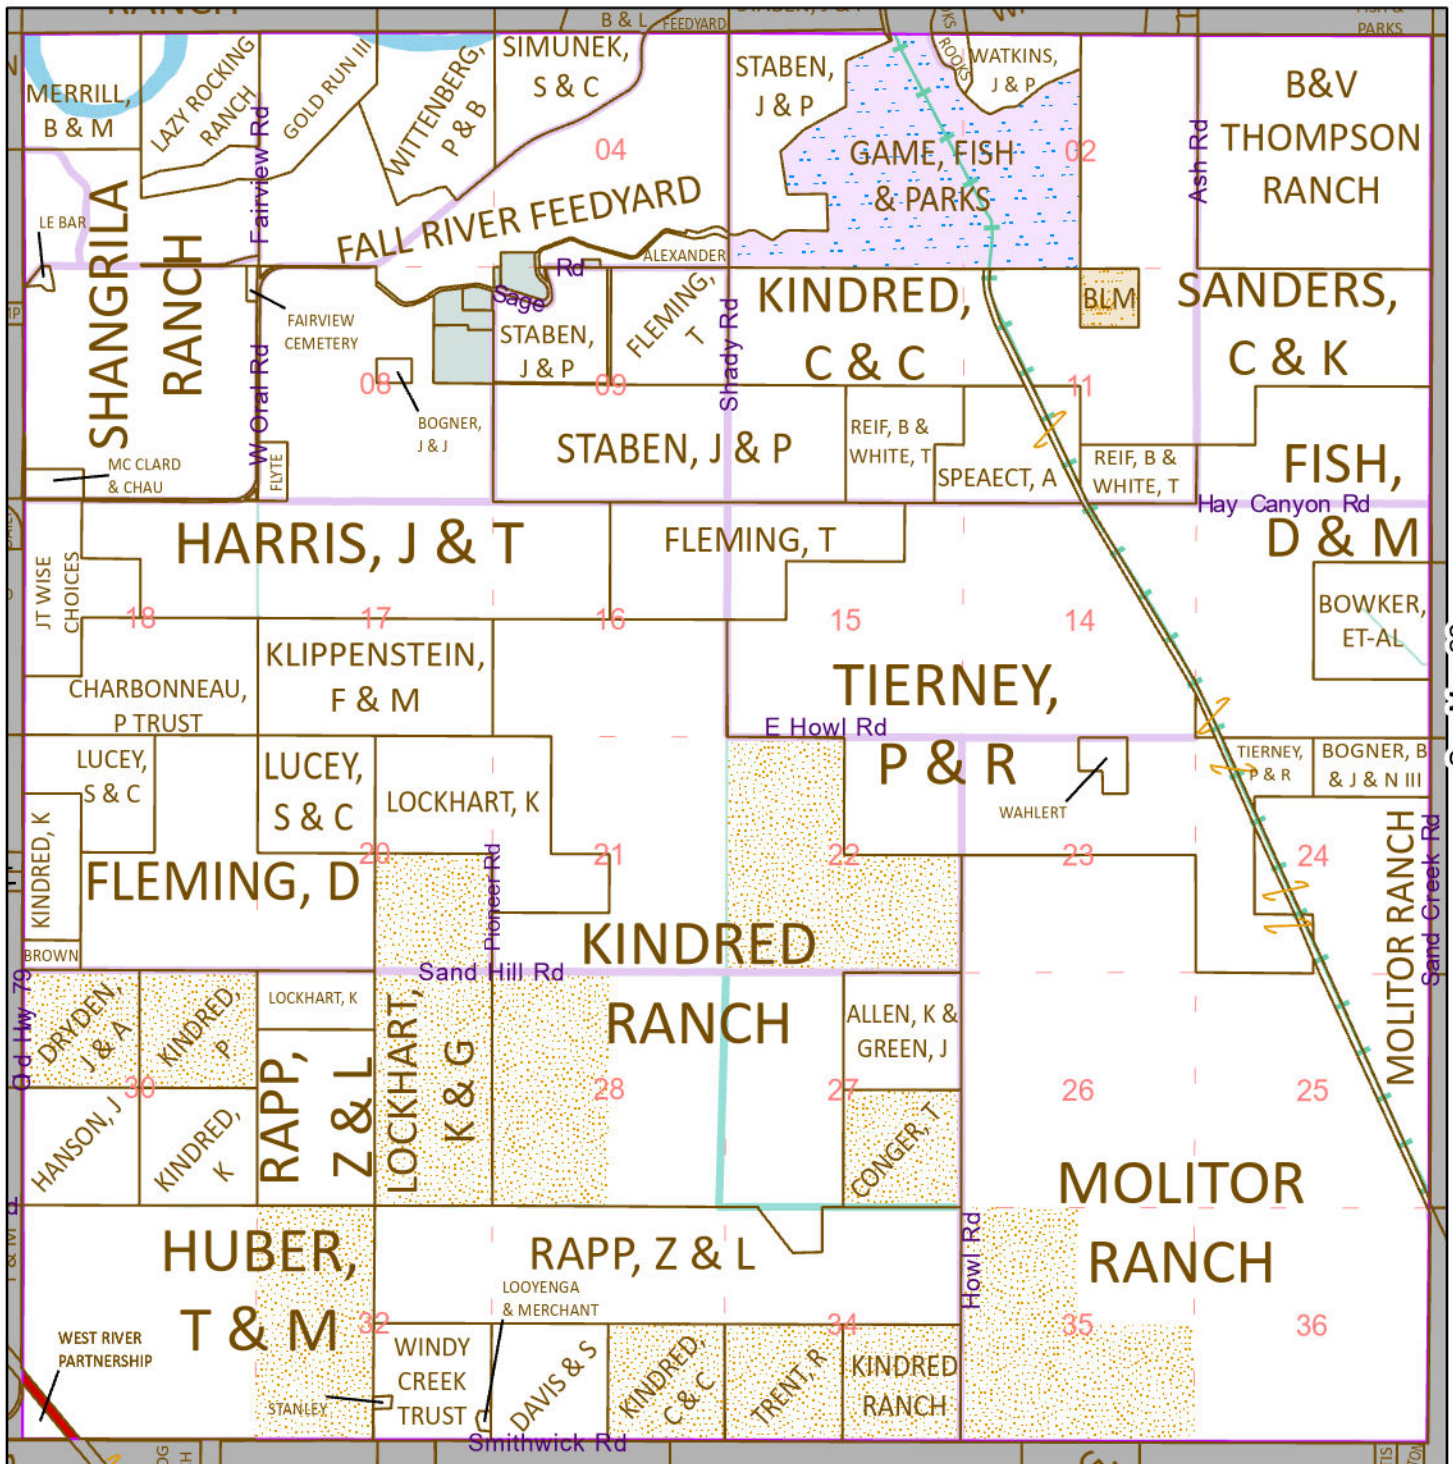 RANCH
B & L
FEEDYARD
STABEN, J & P
PARKS
MERRILL,
B & M
LAZY ROCKING
RANCH
Fairview Rd
GOLD RUN III
WITTENBERG,
P & B
SIMUNEK,
S & C
04
STABEN,
J & P
ROOKS
WATKINS,
J & P
GAME, FISH
& PARKS
02
Ash Rd
B&V
THOMPSON
RANCH
LE BAR
SHANGRILA
RANCH
FALL RIVER FEEDYARD
ALEXANDER
Sage
Rd
FAIRVIEW
CEMETERY
W Oral Rd
08
BOGNER,
J & J
FLYTE
STABEN,
J & P
09
FLEMING,
T
Shady Rd
KINDRED,
C & C
BLM
11
SANDERS,
C & K
MC CLARD
& CHAU
STABEN, J & P
REIF, B &
WHITE, T
SPEAECT, A
REIF, B &
WHITE, T
FISH,
D & M
Hay Canyon Rd
HARRIS, J & T
FLEMING, T
JT WISE
CHOICES
18
17
16
15
14
BOWKER,
ET-AL
CHARBONNEAU,
P TRUST
KLIPPENSTEIN,
F & M
TIERNEY,
P & R
E Howl Rd
LUCEY,
S & C
LUCEY,
S & C
LOCKHART, K
WAHLERT
TIERNEY,
P & R
BOGNER, B
& J & N III
KINDRED, K
FLEMING, D
20
Pioneer Rd
21
22
23
24
MOLITOR RANCH
Sand Creek Rd
BROWN
KINDRED
RANCH
Sand Hill Rd
Old Hwy 79
DRYDEN,
J & A
KINDRED,
P
LOCKHART, K
LOCKHART,
K & G
ALLEN, K &
GREEN, J
30
RAPP,
Z & L
28
27
26
25
HANSON, J
KINDRED,
K
CONGER, T
MOLITOR
RANCH
HUBER,
T & M
RAPP, Z & L
Howl Rd
LOOYENGA
& MERCHANT
32
34
35
36
WEST RIVER
PARTNERSHIP
STANLEY
WINDY
CREEK
TRUST
DAVIS & S
KINDRED,
C & C
TRENT, R
KINDRED
RANCH
Smithwick Rd